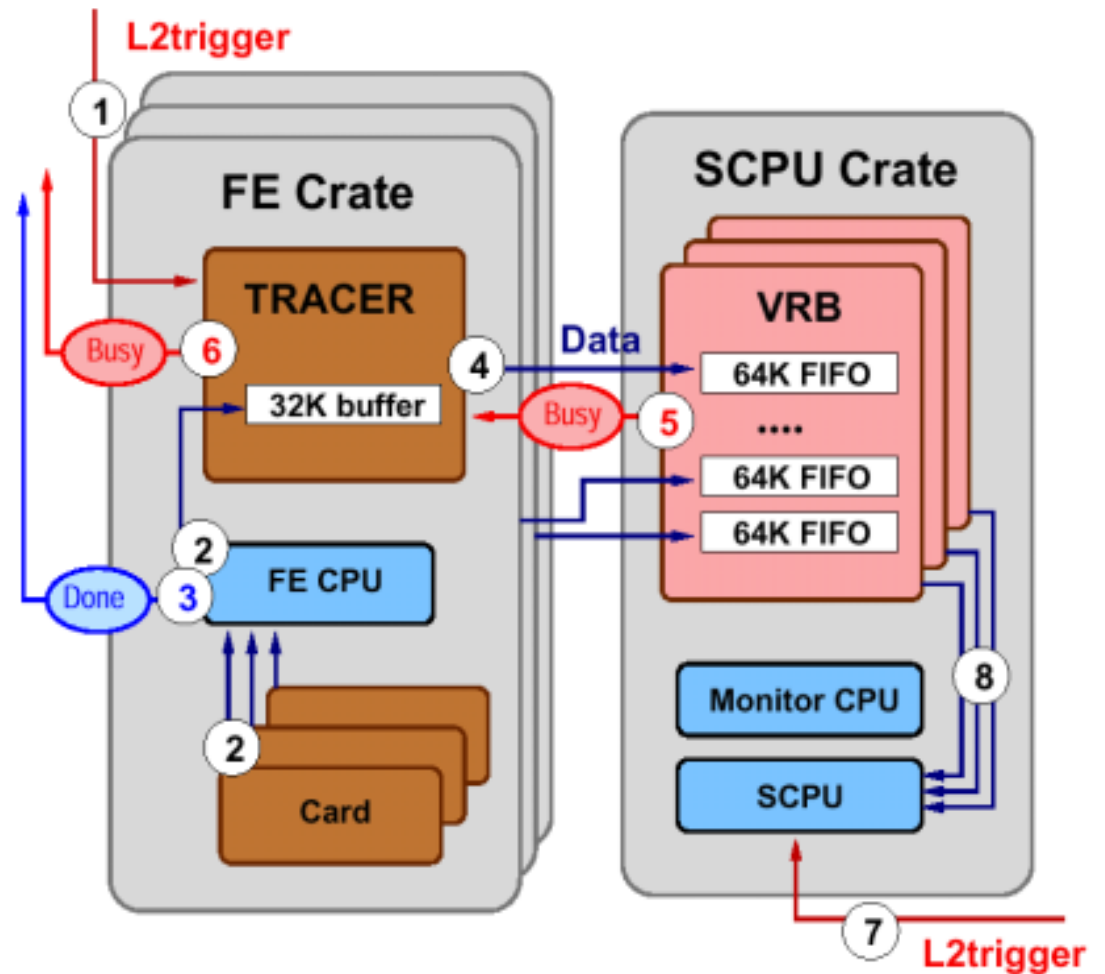 L2trigger
1
FE Crate
SCPU Crate
TRACER
VRB
Busy
6
4
Data
64K FIFO
32K buffer
Busy
5
....
64K FIFO
64K FIFO
2
FE CPU
Done
3
8
Monitor CPU
2
Card
SCPU
7
L2trigger